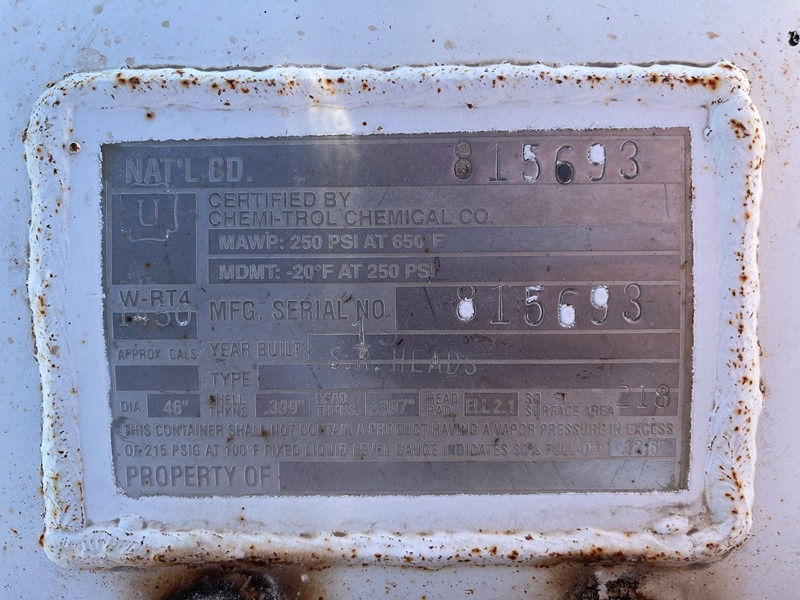 NAT'L BD. 815693
U
CERTIFIED BY
CHEMI-TROL CHEMICAL CO.
MAWP: 250 PSI AT 650°F
MDMT: -20°F AT 250 PSI
W-RT4
MFG. SERIAL NO. 815693
APPROX. GALS.
YEAR BUILT 19
TYPE S.R. HEADS
DIA. 46" SHELL THKNS. .309" HEAD THKNS. HEAD RAD. ELL 2:1 SQ. FT. SURFACE AREA 218
THIS CONTAINER SHALL NOT CONTAIN A PRODUCT HAVING A VAPOR PRESSURE IN EXCESS
OF 215 PSIG AT 100°F FIXED LIQUID LEVEL GAUGE INDICATES 80% FULL-D.T.
PROPERTY OF